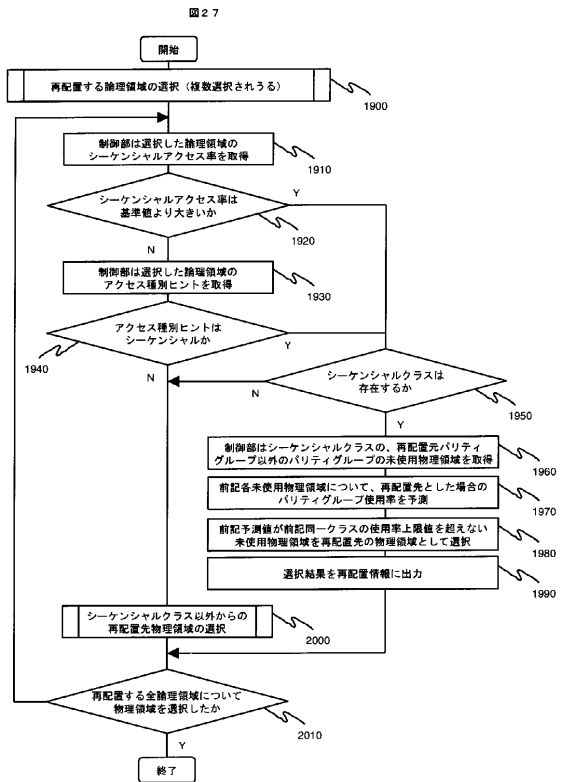 図27
開始
再配置する論理領域の選択（複数選択されうる）
1900
制御部は選択した論理領域の
シーケンシャルアクセス率を取得
1910
シーケンシャルアクセス率は
基準値より大きいか
Y
1920
N
制御部は選択した論理領域の
アクセス種別ヒントを取得
1930
アクセス種別ヒントは
シーケンシャルか
Y
1940
N
シーケンシャルクラスは
存在するか
N
1950
Y
制御部はシーケンシャルクラスの、再配置元パリティ
グループ以外のパリティグループの未使用物理領域を取得
1960
前記各未使用物理領域について、再配置先とした場合の
パリティグループ使用率を予測
1970
前記予測値が前記同一クラスの使用率上限値を超えない
未使用物理領域を再配置先の物理領域として選択
1980
選択結果を再配置情報に出力
1990
シーケンシャルクラス以外からの
再配置先物理領域の選択
2000
再配置する全論理領域について
物理領域を選択したか
2010
Y
終了